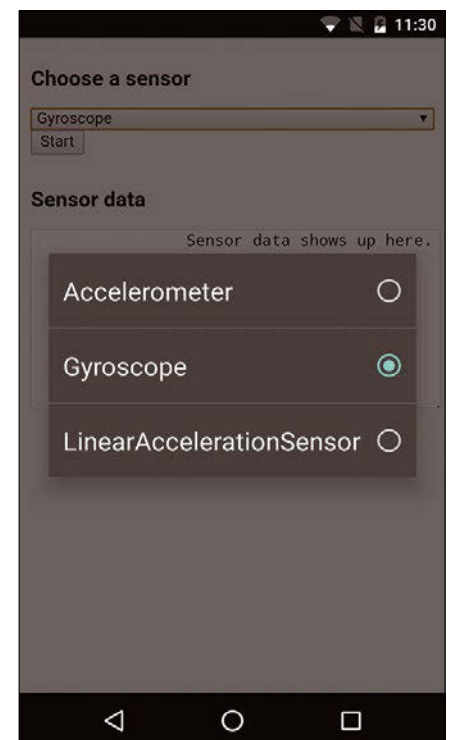 11:30
Choose a sensor
Gyroscope
Start
Sensor data
Sensor data shows up here.
Accelerometer
Gyroscope
LinearAccelerationSensor